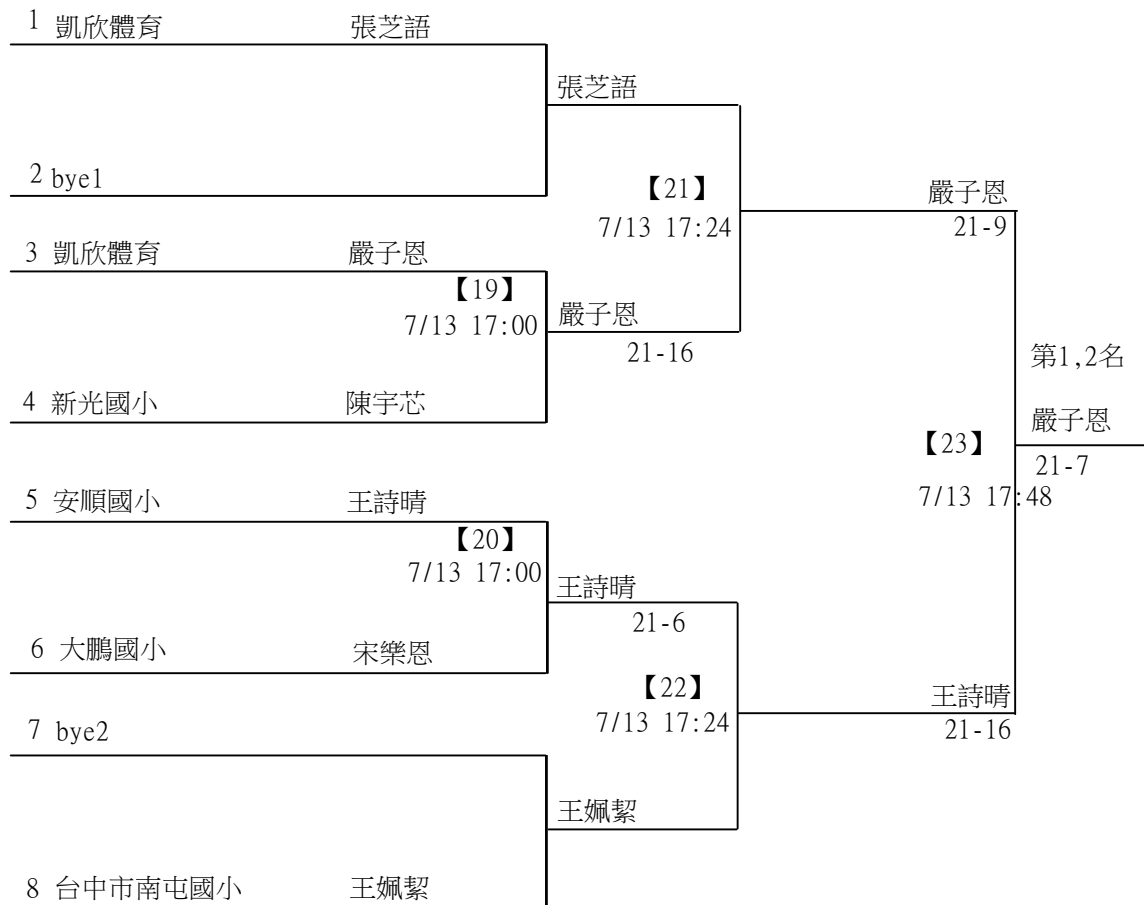 1 凱欣體育 張芝語
張芝語
2 bye1
【21】
7/13 17:24
嚴子恩
21-9
3 凱欣體育 嚴子恩
【19】
7/13 17:00
嚴子恩
21-16
4 新光國小 陳宇芯
第1,2名
嚴子恩
21-7
【23】
7/13 17:48
5 安順國小 王詩晴
【20】
7/13 17:00
王詩晴
21-6
6 大鵬國小 宋樂恩
【22】
7/13 17:24
王詩晴
21-16
7 bye2
王姵絜
8 台中市南屯國小 王姵絜